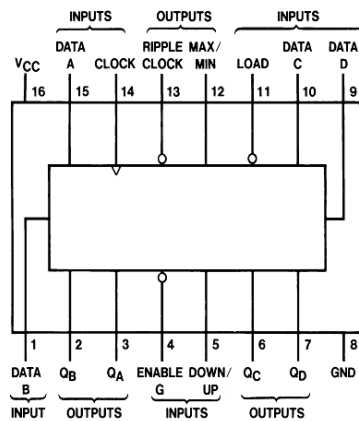 INPUTS OUTPUTS INPUTS
DATA RIPPLE MAX/ DATA DATA
VCC A CLOCK CLOCK MIN LOAD C D
16 15 14 13 12 11 10 9
1 2 3 4 5 6 7 8
DATA QB QA ENABLE DOWN/ QC QD GND
B G UP
INPUT OUTPUTS INPUTS OUTPUTS